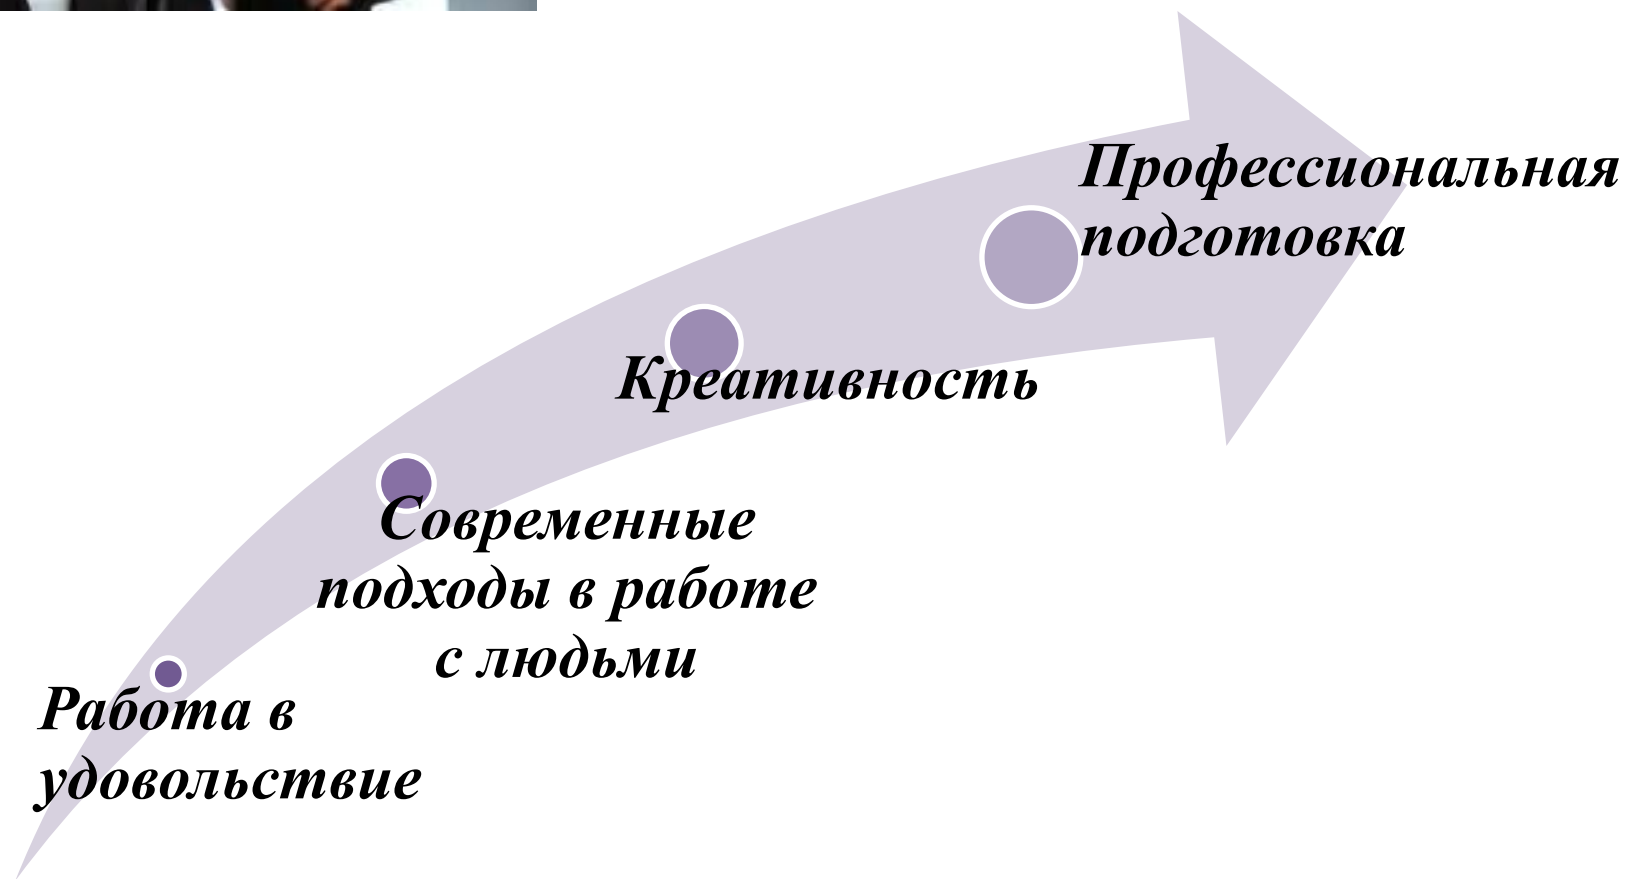 Профессиональная
подготовка
Креативность
Современные
подходы в работе
с людьми
Работа в
удовольствие